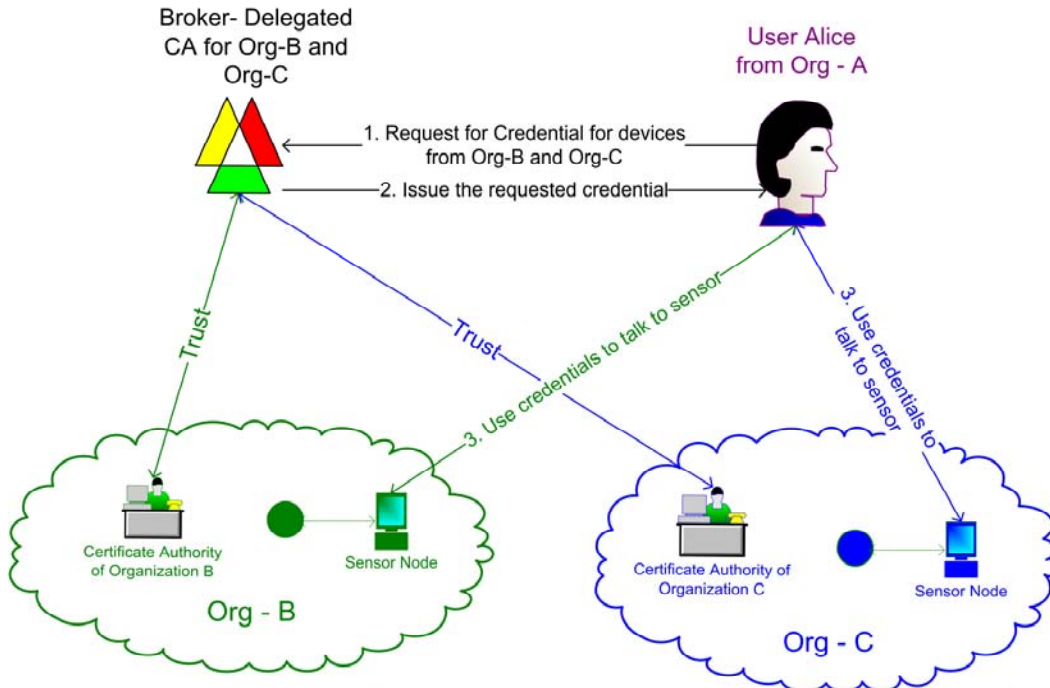 Broker- Delegated
CA for Org-B and
Org-C
User Alice
from Org - A
1. Request for Credential for devices
from Org-B and Org-C
2. Issue the requested credential
Trust
Trust
3. Use credentials to talk to sensor
3. Use credentials to
talk to sensor
Certificate Authority
of Organization B
Sensor Node
Org - B
Certificate Authority of
Organization C
Sensor Node
Org - C